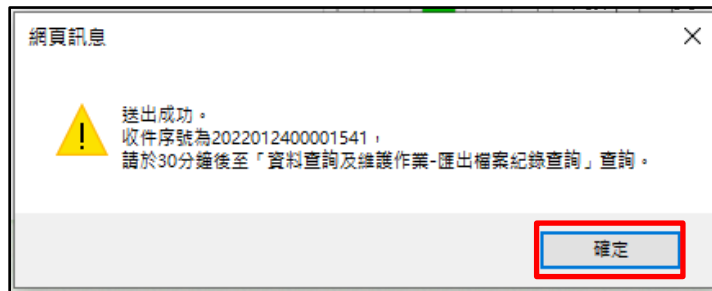 網頁訊息
送出成功。
收件序號為2022012400001541，
請於30分鐘後至「資料查詢及維護作業-匯出檔案紀錄查詢」查詢。
確定